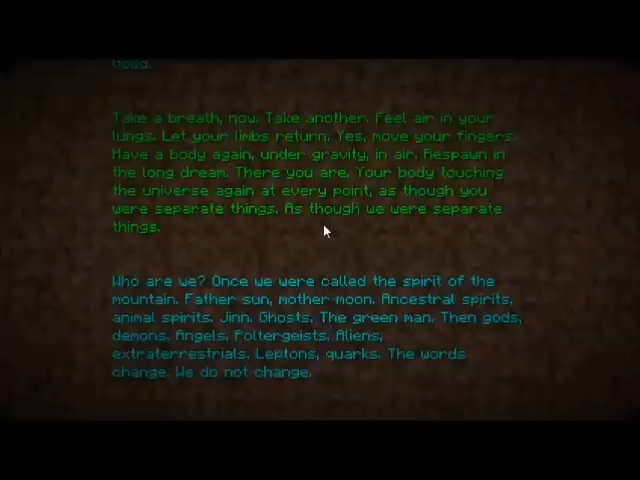 Good.
Take a breath, now. Take another. Feel air in your
lungs. Let your limbs return. Yes, move your fingers.
Have a body again, under gravity, in air. Respawn in
the long dream. There you are. Your body touching
the universe again at every point, as though you
were separate things. As though we were separate
things.
Who are we? Once we were called the spirit of the
mountain. Father sun, mother moon. Ancestral spirits,
animal spirits. Jinn. Ghosts. The green man. Then gods,
demons. Angels. Poltergeists. Aliens,
extraterrestrials. Leptons, quarks. The words
change. We do not change.